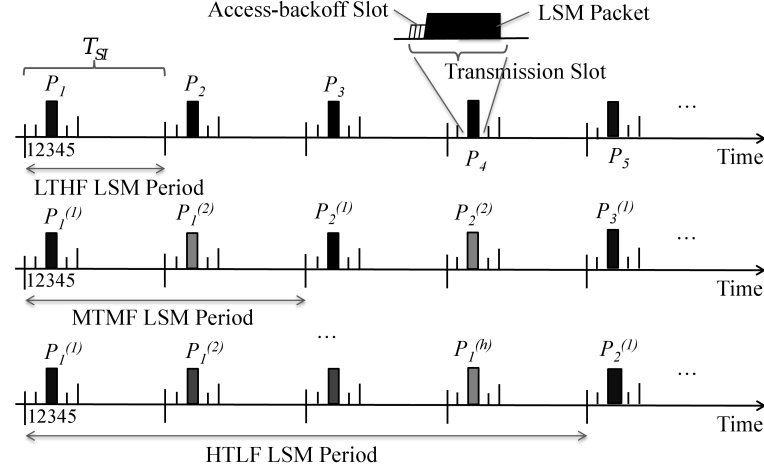 Access-backoff Slot
LSM Packet
T_SI
Transmission Slot
P_1 P_2 P_3 ...
12345 P_4 P_5 Time
LTHF LSM Period
P_1^(1) P_1^(2) P_2^(1) P_2^(2) P_3^(1) ...
12345 Time
MTMF LSM Period
...
P_1^(1) P_1^(2) P_1^(h) P_2^(1) ...
12345 Time
HTLF LSM Period